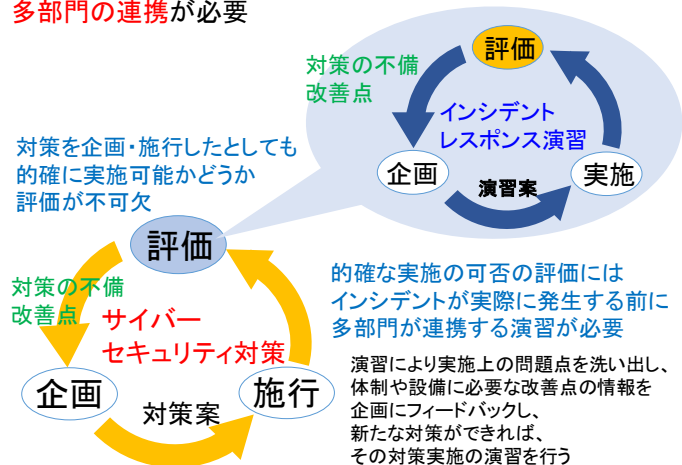 多部門の連携が必要
評価
対策の不備
改善点
インシデント
レスポンス演習
企画
演習案
実施
対策を企画・施行したとしても
的確に実施可能かどうか
評価が不可欠
評価
対策の不備
改善点
サイバー
セキュリティ対策
企画
対策案
施行
的確な実施の可否の評価には
インシデントが実際に発生する前に
多部門が連携する演習が必要
演習により実施上の問題点を洗い出し、
体制や設備に必要な改善点の情報を
企画にフィードバックし、
新たな対策ができれば、
その対策実施の演習を行う